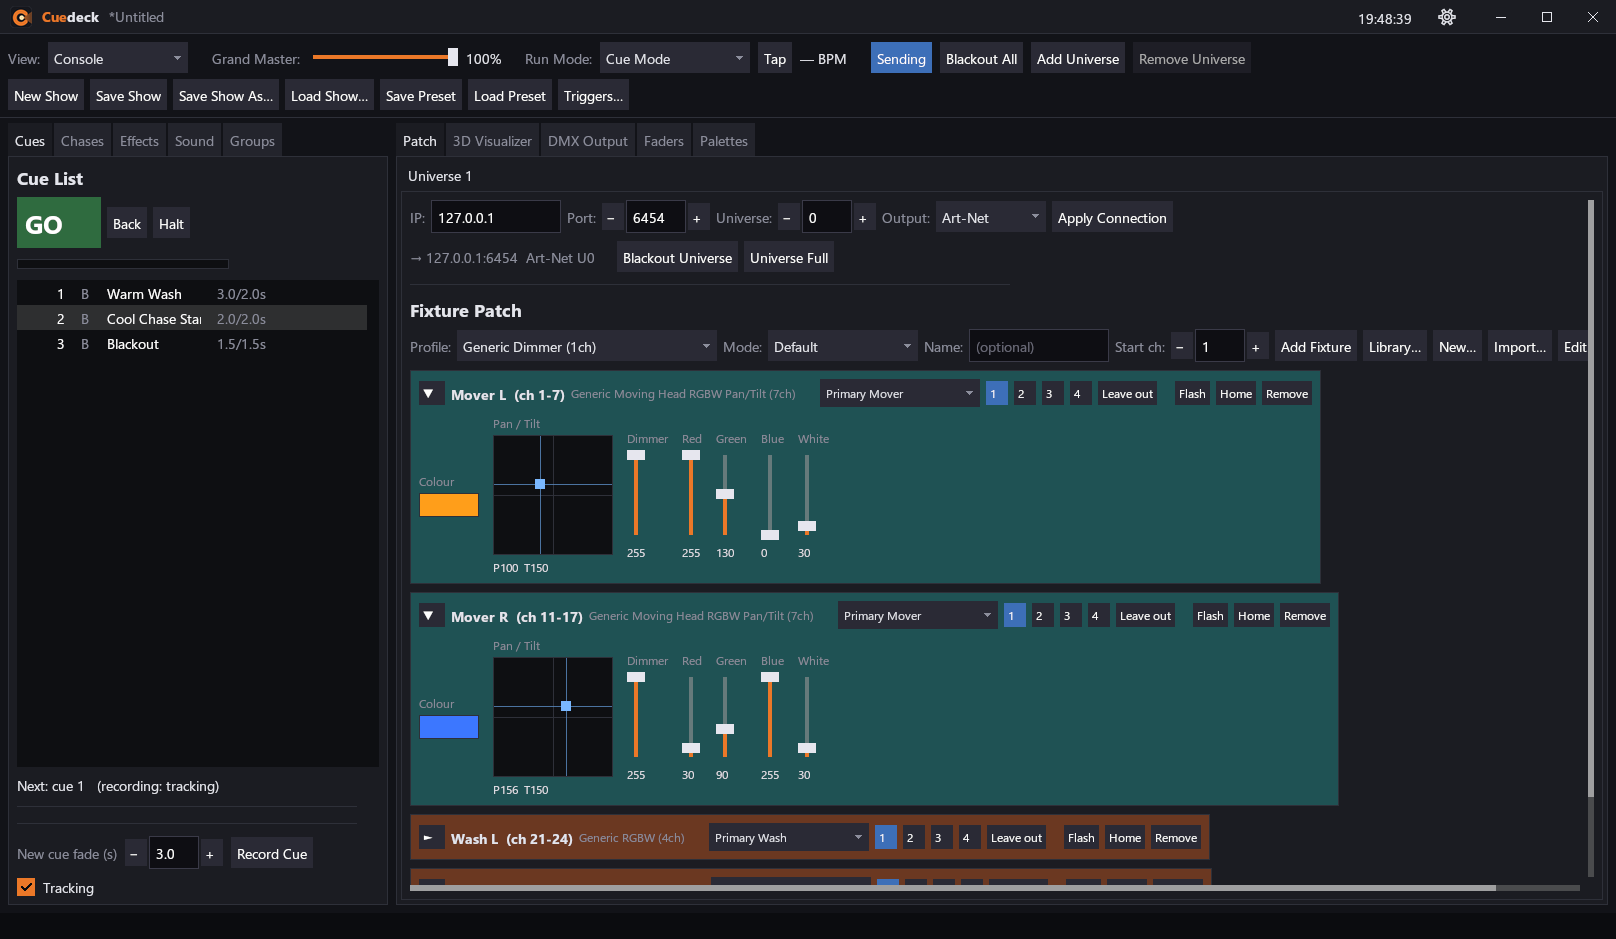 Cuedeck *Untitled 19:48:39
View: Console Grand Master: 100% Run Mode: Cue Mode Tap — BPM Sending Blackout All Add Universe Remove Universe
New Show Save Show Save Show As... Load Show... Save Preset Load Preset Triggers...
Cues Chases Effects Sound Groups
Cue List
GO Back Halt
1 B Warm Wash 3.0/2.0s
2 B Cool Chase Star 2.0/2.0s
3 B Blackout 1.5/1.5s
Next: cue 1 (recording: tracking)
New cue fade (s) − 3.0 + Record Cue
Tracking
Patch 3D Visualizer DMX Output Faders Palettes
Universe 1
IP: 127.0.0.1 Port: − 6454 + Universe: − 0 + Output: Art-Net Apply Connection
→ 127.0.0.1:6454 Art-Net U0 Blackout Universe Universe Full
Fixture Patch
Profile: Generic Dimmer (1ch) Mode: Default Name: (optional) Start ch: − 1 + Add Fixture Library... New... Import... Edit
▼ Mover L (ch 1-7) Generic Moving Head RGBW Pan/Tilt (7ch) Primary Mover 1 2 3 4 Leave out Flash Home Remove
Pan / Tilt
Dimmer Red Green Blue White
Colour
255 255 130 0 30
P100 T150
▼ Mover R (ch 11-17) Generic Moving Head RGBW Pan/Tilt (7ch) Primary Mover 1 2 3 4 Leave out Flash Home Remove
Pan / Tilt
Dimmer Red Green Blue White
Colour
255 30 90 255 30
P156 T150
► Wash L (ch 21-24) Generic RGBW (4ch) Primary Wash 1 2 3 4 Leave out Flash Home Remove